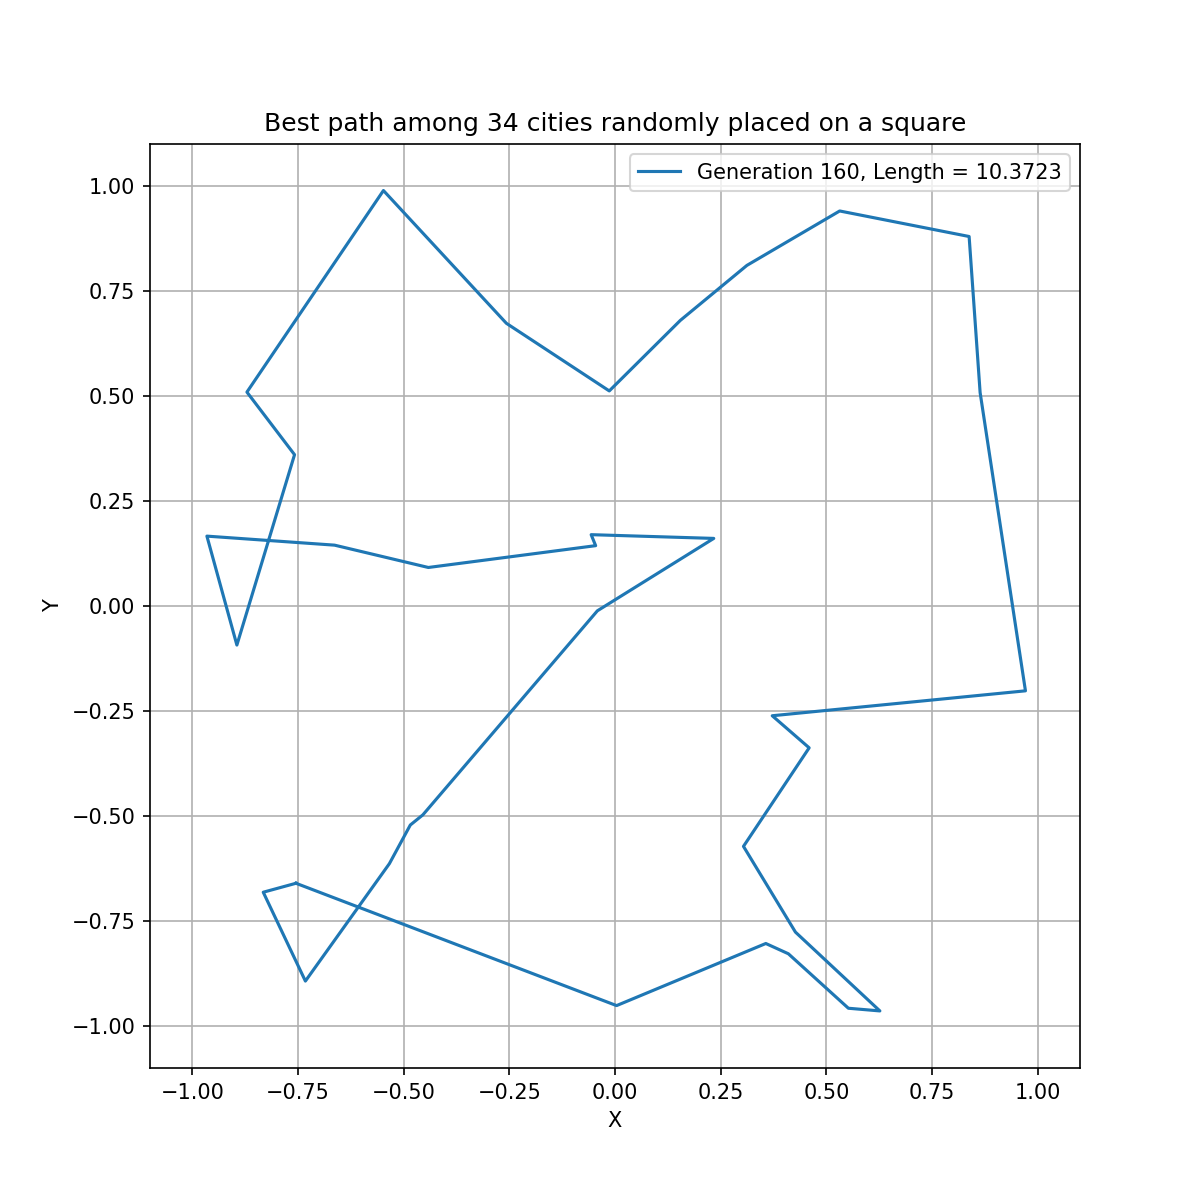 Best path among 34 cities randomly placed on a square
Generation 160, Length = 10.3723
1.00
0.75
0.50
0.25
0.00
−0.25
−0.50
−0.75
−1.00
Y
−1.00 −0.75 −0.50 −0.25 0.00 0.25 0.50 0.75 1.00
X